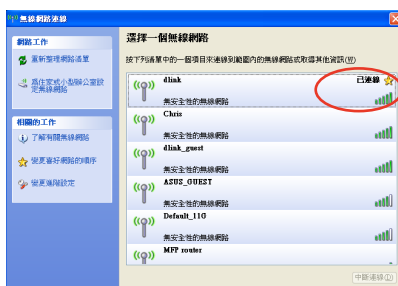 無線網路連線
網路工作
重新整理網路清單
為住家或小型辦公室設
定無線網路
相關的工作
了解有關無線網路
變更喜好網路的順序
變更進階設定
選擇一個無線網路
按下列清單中的一個項目來連線到範圍內的無線網路或取得其他資訊(W)
dlink
已連線
無安全性的無線網路
Chris
無安全性的無線網路
dlink_guest
無安全性的無線網路
ASUS_GUEST
無安全性的無線網路
Default_11G
無安全性的無線網路
MFP router
中斷連線(D)